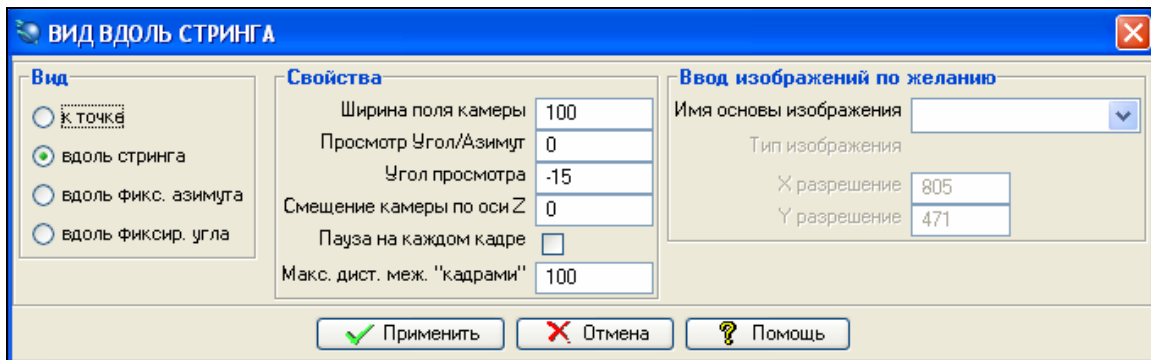 ВИД ВДОЛЬ СТРИНГА
Вид
к точке
вдоль стринга
вдоль фикс. азимута
вдоль фиксир. угла
Свойства
Ширина поля камеры 100
Просмотр Угол/Азимут 0
Угол просмотра -15
Смещение камеры по оси Z 0
Пауза на каждом кадре
Макс. дист. меж. "кадрами" 100
Ввод изображений по желанию
Имя основы изображения
Тип изображения
X разрешение 805
Y разрешение 471
Применить Отмена Помощь